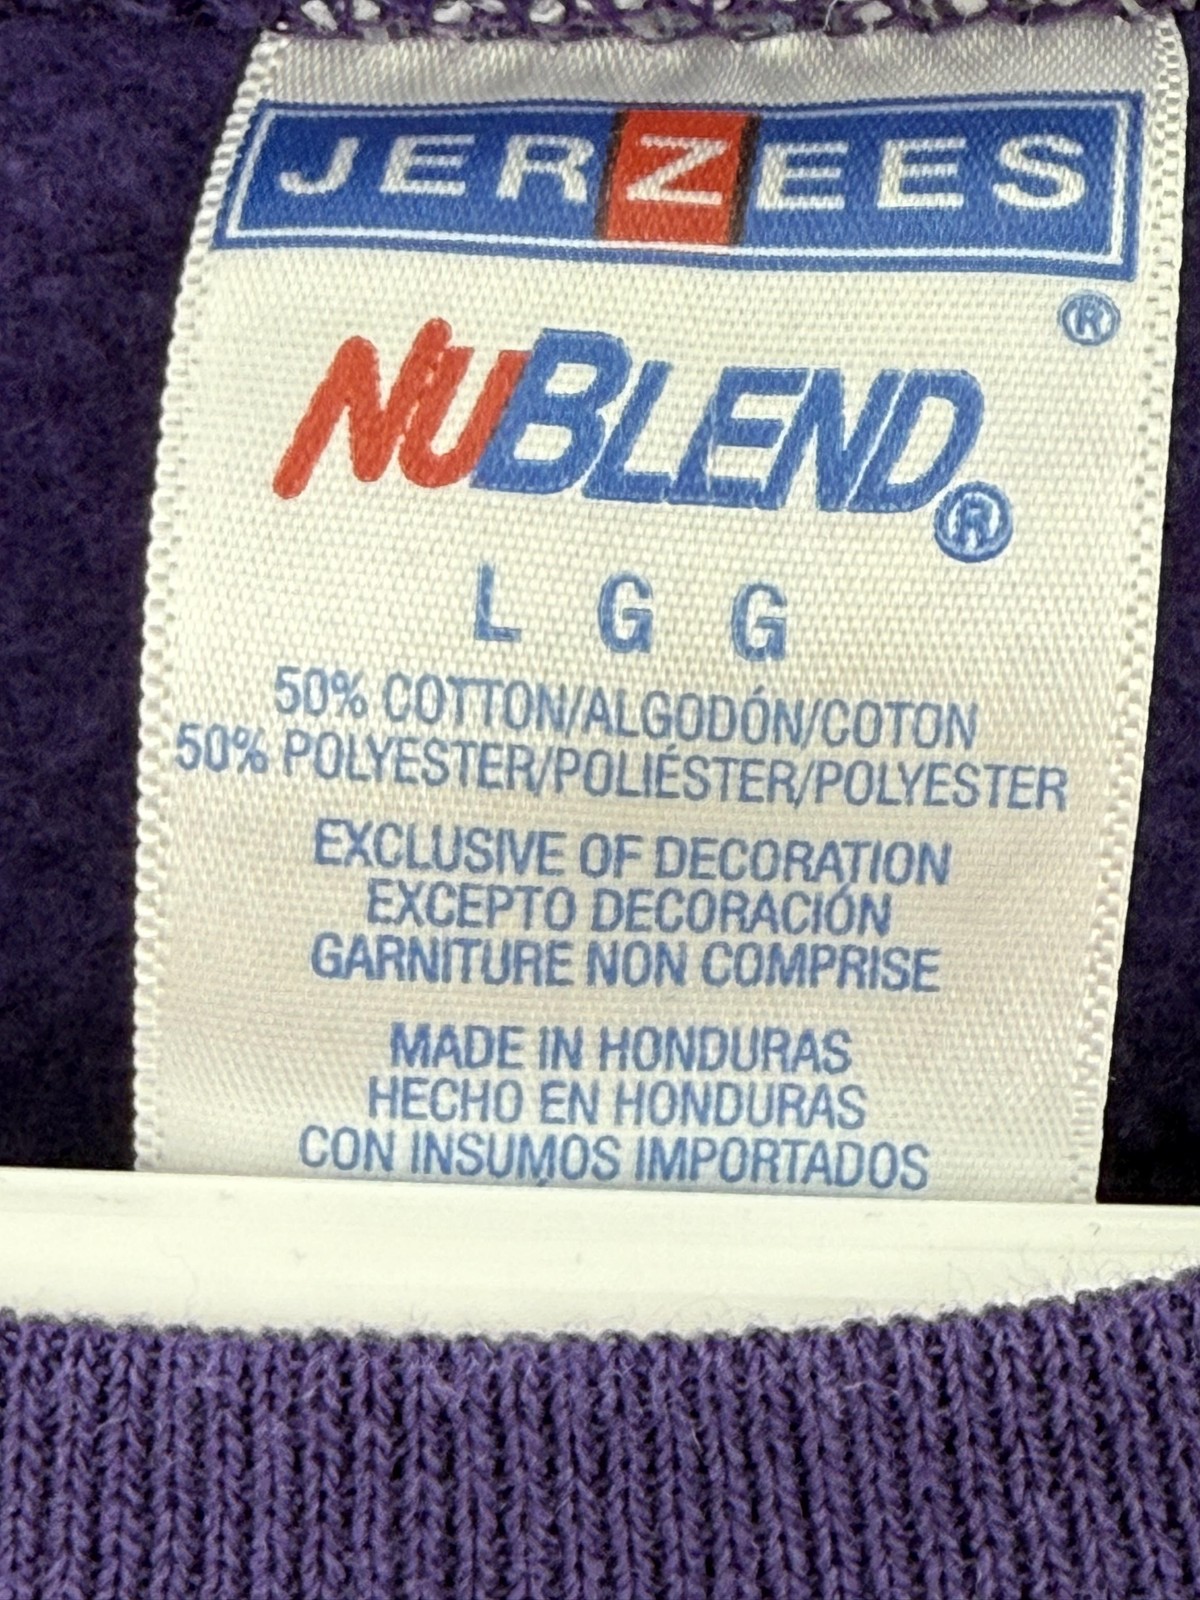 JERZEES
®
NUBLEND®
L G G
50% COTTON/ALGODÓN/COTON
50% POLYESTER/POLIÉSTER/POLYESTER
EXCLUSIVE OF DECORATION
EXCEPTO DECORACIÓN
GARNITURE NON COMPRISE
MADE IN HONDURAS
HECHO EN HONDURAS
CON INSUMOS IMPORTADOS